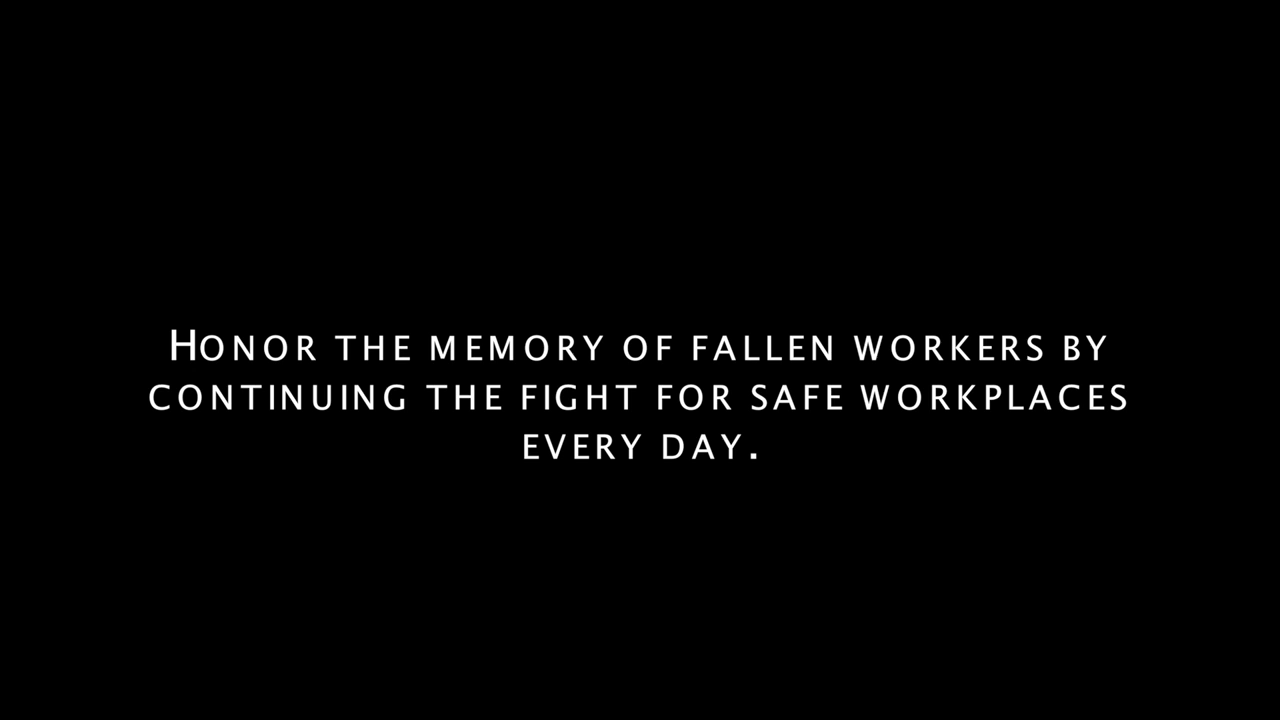 Honor the memory of fallen workers by
continuing the fight for safe workplaces
every day.